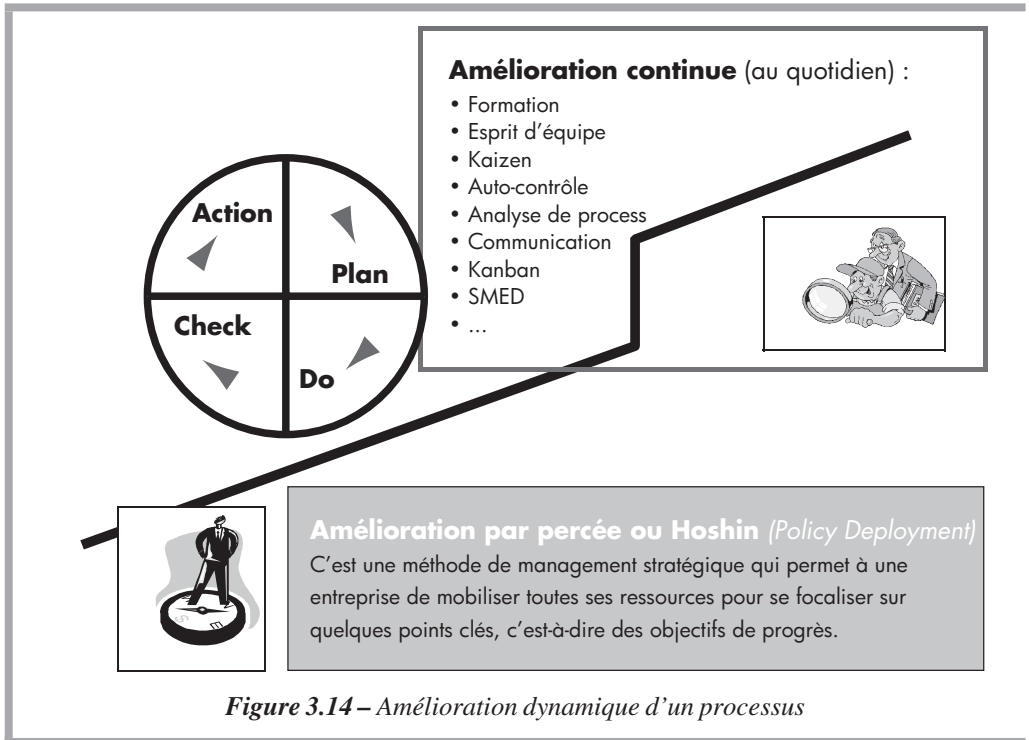 Amélioration continue (au quotidien) :
• Formation
• Esprit d'équipe
• Kaizen
• Auto-contrôle
• Analyse de process
• Communication
• Kanban
• SMED
• ...
Action
Plan
Check
Do
Amélioration par percée ou Hoshin (Policy Deployment)
C'est une méthode de management stratégique qui permet à une
entreprise de mobiliser toutes ses ressources pour se focaliser sur
quelques points clés, c'est-à-dire des objectifs de progrès.
Figure 3.14 – Amélioration dynamique d'un processus